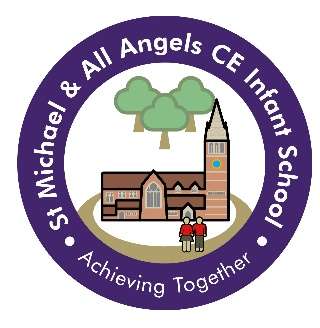 St Michael & All Angels CE Infant School
Achieving Together